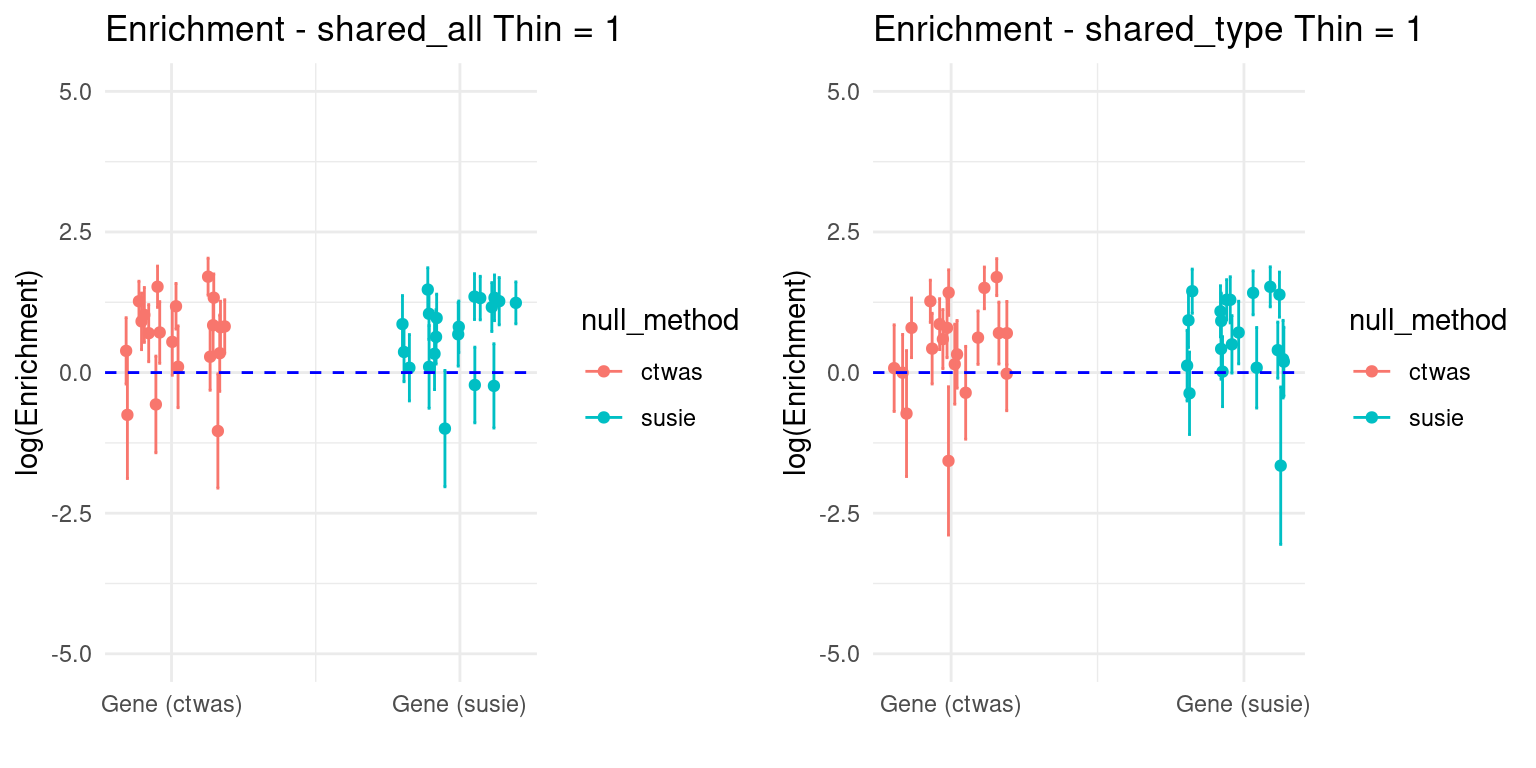 Enrichment - shared_all Thin = 1
log(Enrichment)
5.0
2.5
0.0
-2.5
-5.0
Gene (ctwas)
Gene (susie)
null_method
ctwas
susie
Enrichment - shared_type Thin = 1
log(Enrichment)
5.0
2.5
0.0
-2.5
-5.0
Gene (ctwas)
Gene (susie)
null_method
ctwas
susie